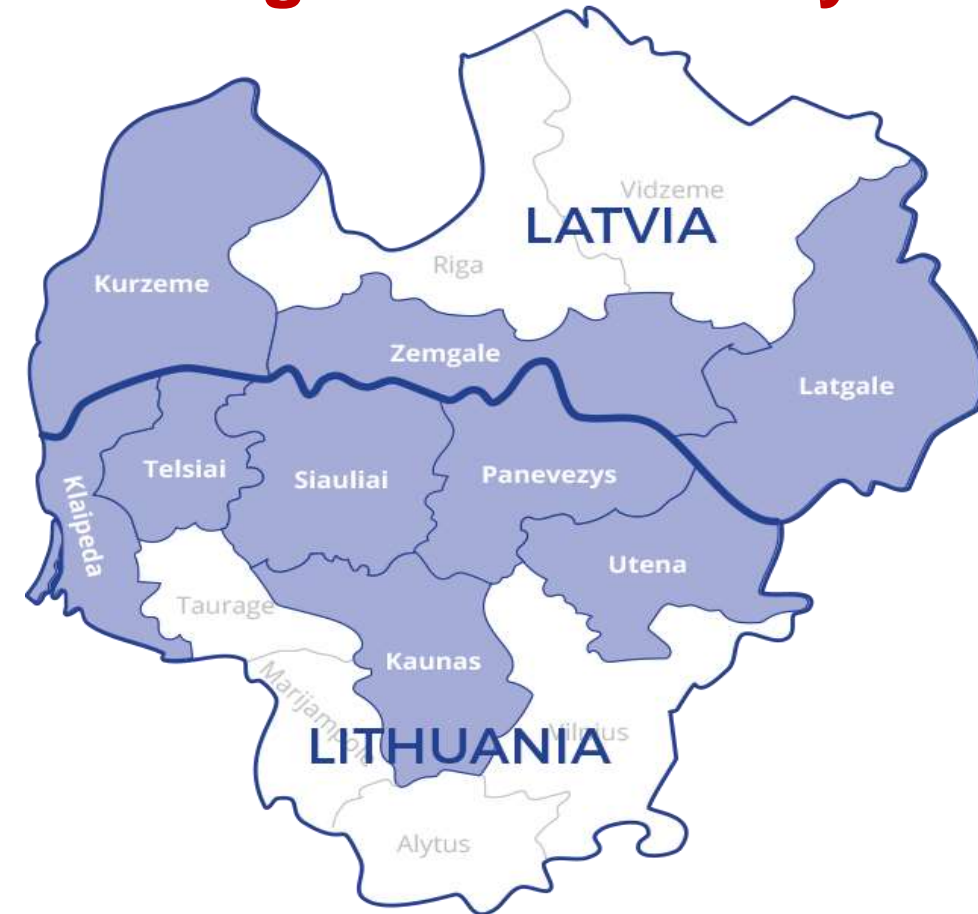 Vidzeme
LATVIA
Riga
Kurzeme
Zemgale
Latgale
Telsiai
Siauliai
Panevezys
Klaipeda
Utena
Taurage
Kaunas
Marijampole
Vilnius
LITHUANIA
Alytus